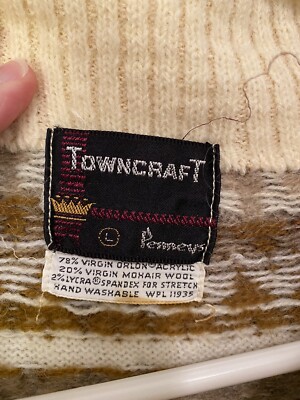 TOWNCRAFT
L
Penneys
78% VIRGIN ORLON® ACRYLIC
20% VIRGIN MOHAIR WOOL
2% LYCRA® SPANDEX FOR STRETCH
HAND WASHABLE WPL 11935